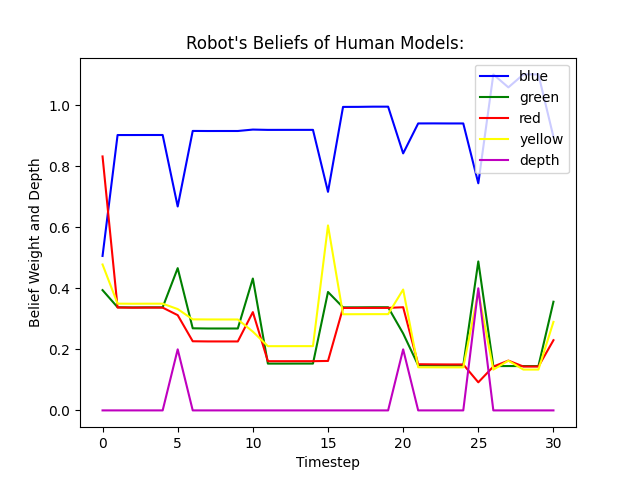 Robot's Beliefs of Human Models:
blue
green
red
yellow
depth
Belief Weight and Depth
1.0
0.8
0.6
0.4
0.2
0.0
0 5 10 15 20 25 30
Timestep